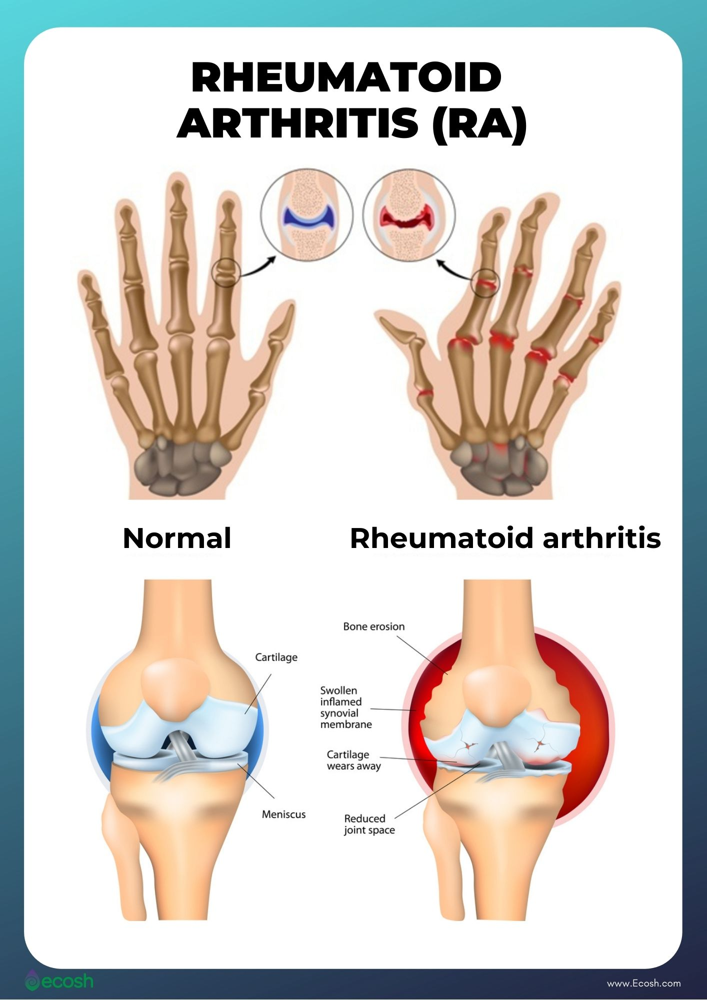 RHEUMATOID
ARTHRITIS (RA)
Normal
Rheumatoid arthritis
Cartilage
Meniscus
Bone erosion
Swollen
inflamed
synovial
membrane
Cartilage
wears away
Reduced
joint space
ecosh
www.Ecosh.com